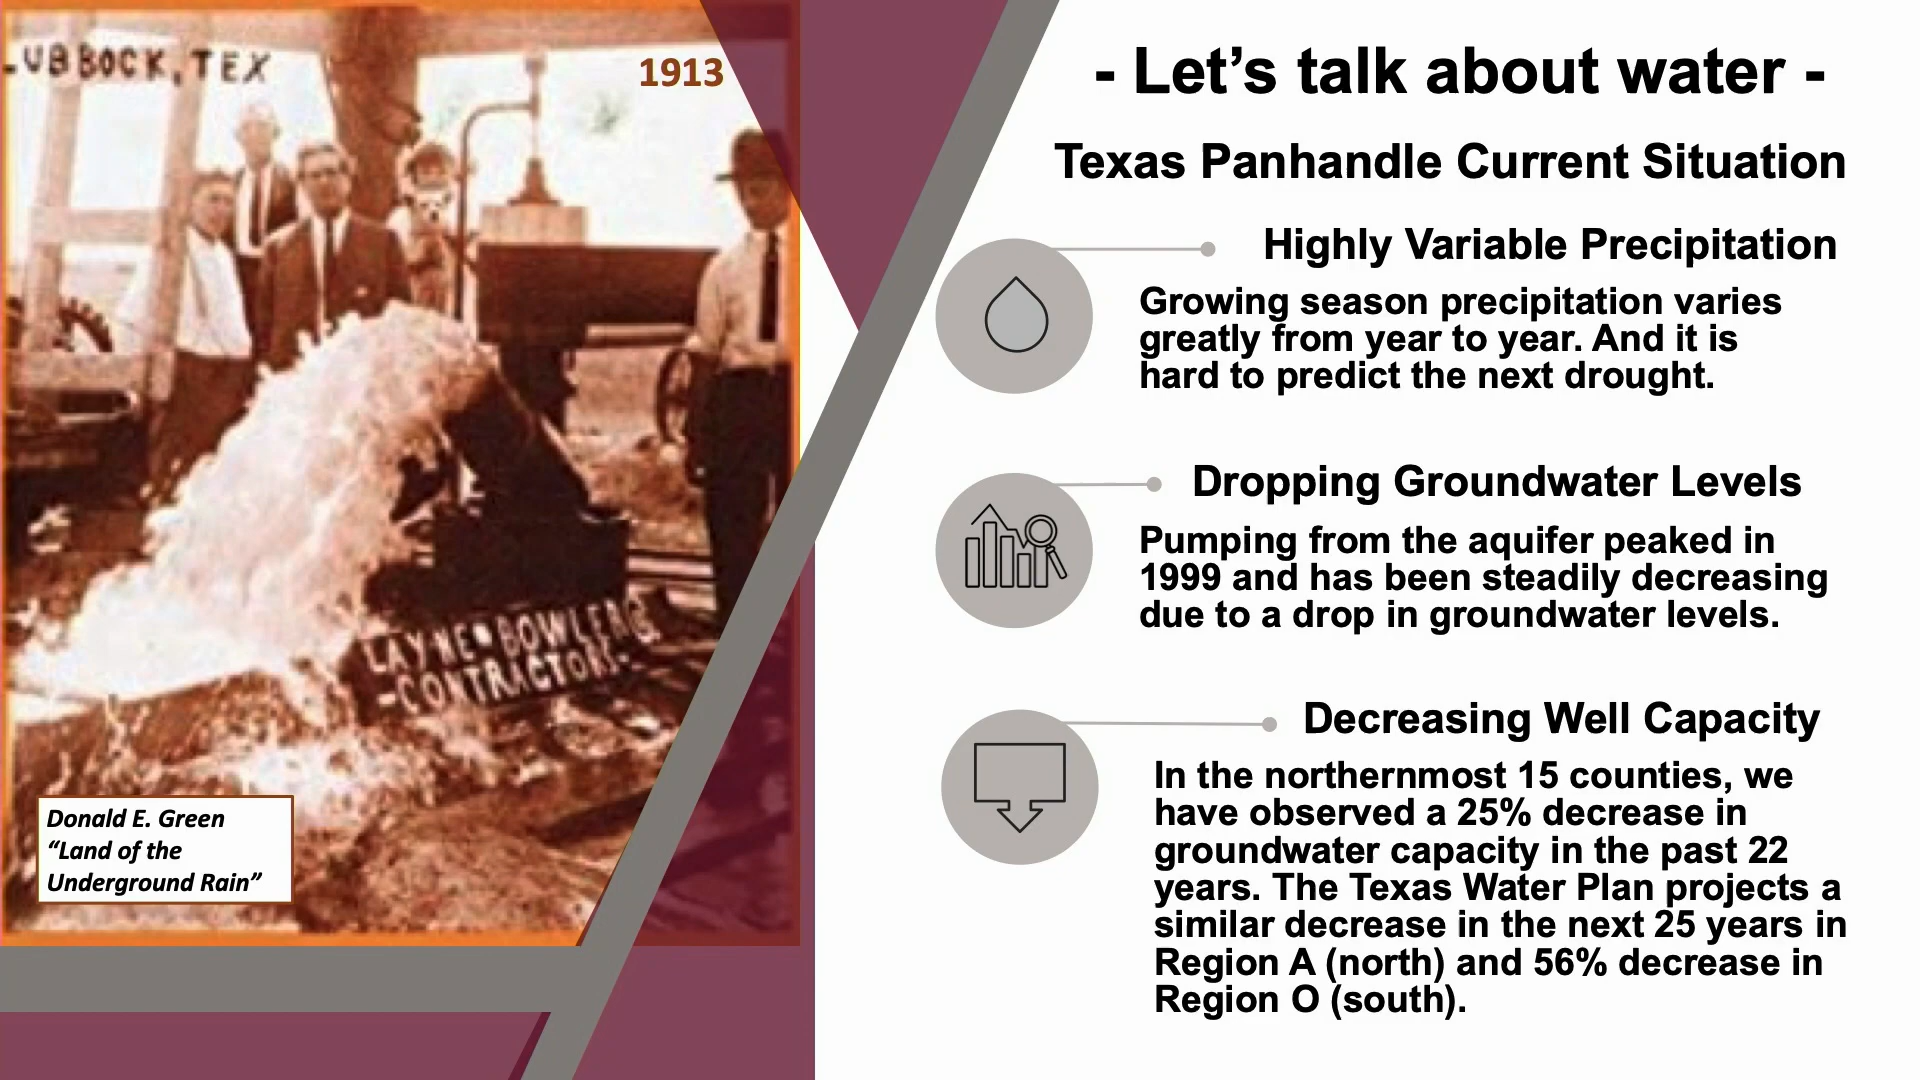 LUBBOCK, TEX
1913
LAYNE • BOWLER CO
-CONTRACTORS-
Donald E. Green
“Land of the
Underground Rain”
- Let’s talk about water -
Texas Panhandle Current Situation
Highly Variable Precipitation
Growing season precipitation varies
greatly from year to year. And it is
hard to predict the next drought.
Dropping Groundwater Levels
Pumping from the aquifer peaked in
1999 and has been steadily decreasing
due to a drop in groundwater levels.
Decreasing Well Capacity
In the northernmost 15 counties, we
have observed a 25% decrease in
groundwater capacity in the past 22
years. The Texas Water Plan projects a
similar decrease in the next 25 years in
Region A (north) and 56% decrease in
Region O (south).